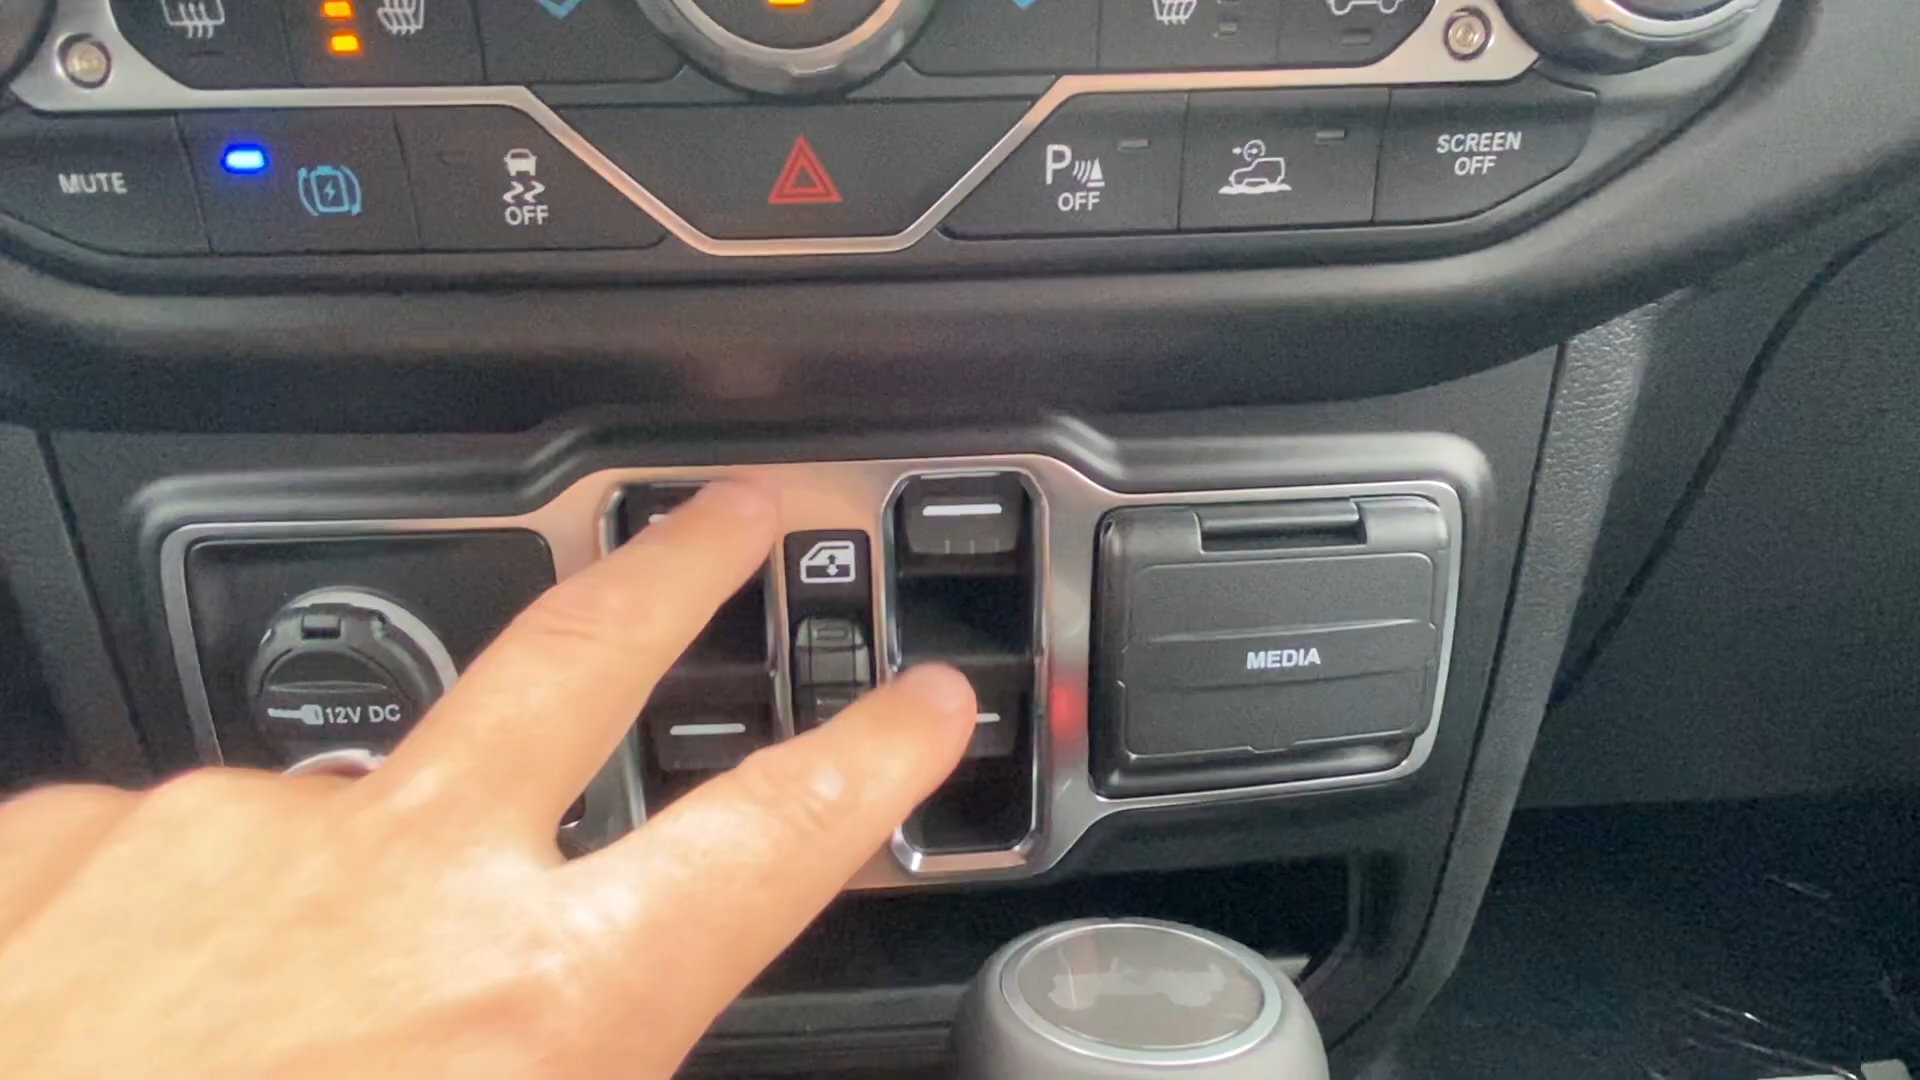 MUTE
OFF
P
OFF
SCREEN
OFF
12V DC
MEDIA